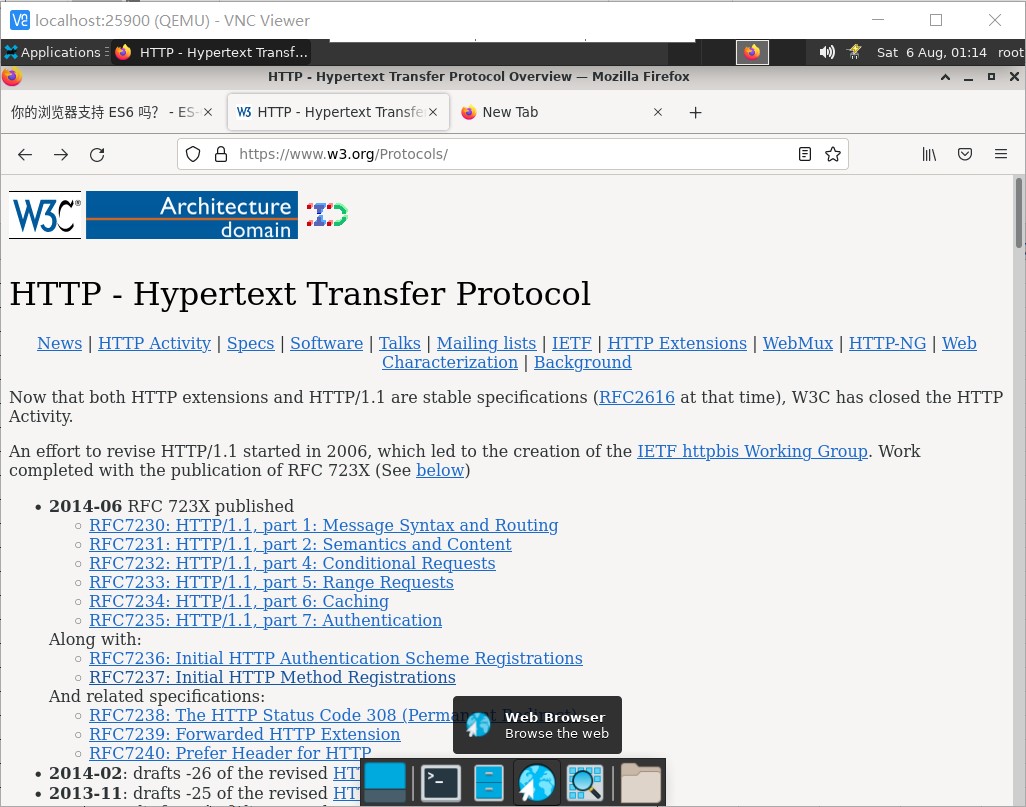 localhost:25900 (QEMU) - VNC Viewer
Applications HTTP - Hypertext Transf... Sat 6 Aug, 01:14 root
HTTP - Hypertext Transfer Protocol Overview — Mozilla Firefox
你的浏览器支持 ES6 吗？ - ES- HTTP - Hypertext Transfe New Tab
https://www.w3.org/Protocols/
W3C® Architecture domain
HTTP - Hypertext Transfer Protocol
News | HTTP Activity | Specs | Software | Talks | Mailing lists | IETF | HTTP Extensions | WebMux | HTTP-NG | Web
Characterization | Background
Now that both HTTP extensions and HTTP/1.1 are stable specifications (RFC2616 at that time), W3C has closed the HTTP
Activity.
An effort to revise HTTP/1.1 started in 2006, which led to the creation of the IETF httpbis Working Group. Work
completed with the publication of RFC 723X (See below)
• 2014-06 RFC 723X published
○ RFC7230: HTTP/1.1, part 1: Message Syntax and Routing
○ RFC7231: HTTP/1.1, part 2: Semantics and Content
○ RFC7232: HTTP/1.1, part 4: Conditional Requests
○ RFC7233: HTTP/1.1, part 5: Range Requests
○ RFC7234: HTTP/1.1, part 6: Caching
○ RFC7235: HTTP/1.1, part 7: Authentication
Along with:
○ RFC7236: Initial HTTP Authentication Scheme Registrations
○ RFC7237: Initial HTTP Method Registrations
And related specifications:
○ RFC7238: The HTTP Status Code 308 (Permanent Redirect)
○ RFC7239: Forwarded HTTP Extension
○ RFC7240: Prefer Header for HTTP
Web Browser
Browse the web
• 2014-02: drafts -26 of the revised HT
• 2013-11: drafts -25 of the revised HT